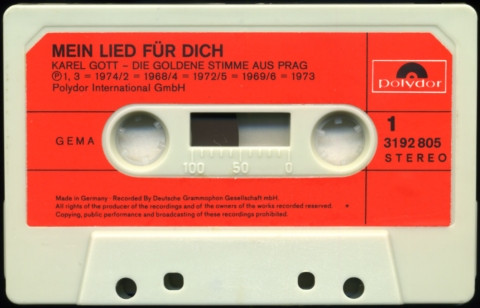 MEIN LIED FÜR DICH
KAREL GOTT – DIE GOLDENE STIMME AUS PRAG
Ⓟ1, 3 = 1974/2 = 1968/4 = 1972/5 = 1969/6 = 1973
Polydor International GmbH
polydor
GEMA
1
3192 805
STEREO
100 50 0
Made in Germany · Recorded By Deutsche Grammophon Gesellschaft mbH.
All rights of the producer of the recordings and of the owners of the works recorded reserved.
Copying, public performance and broadcasting of these recordings prohibited.